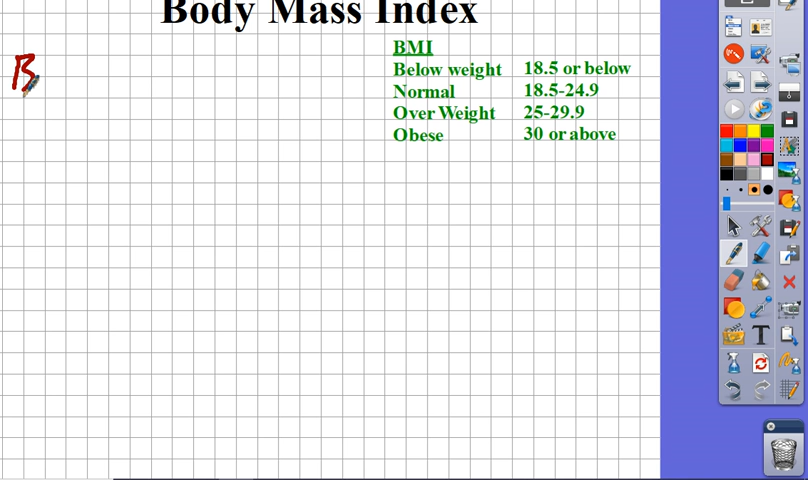 Body Mass Index
B
BMI
Below weight 18.5 or below
Normal 18.5-24.9
Over Weight 25-29.9
Obese 30 or above
T